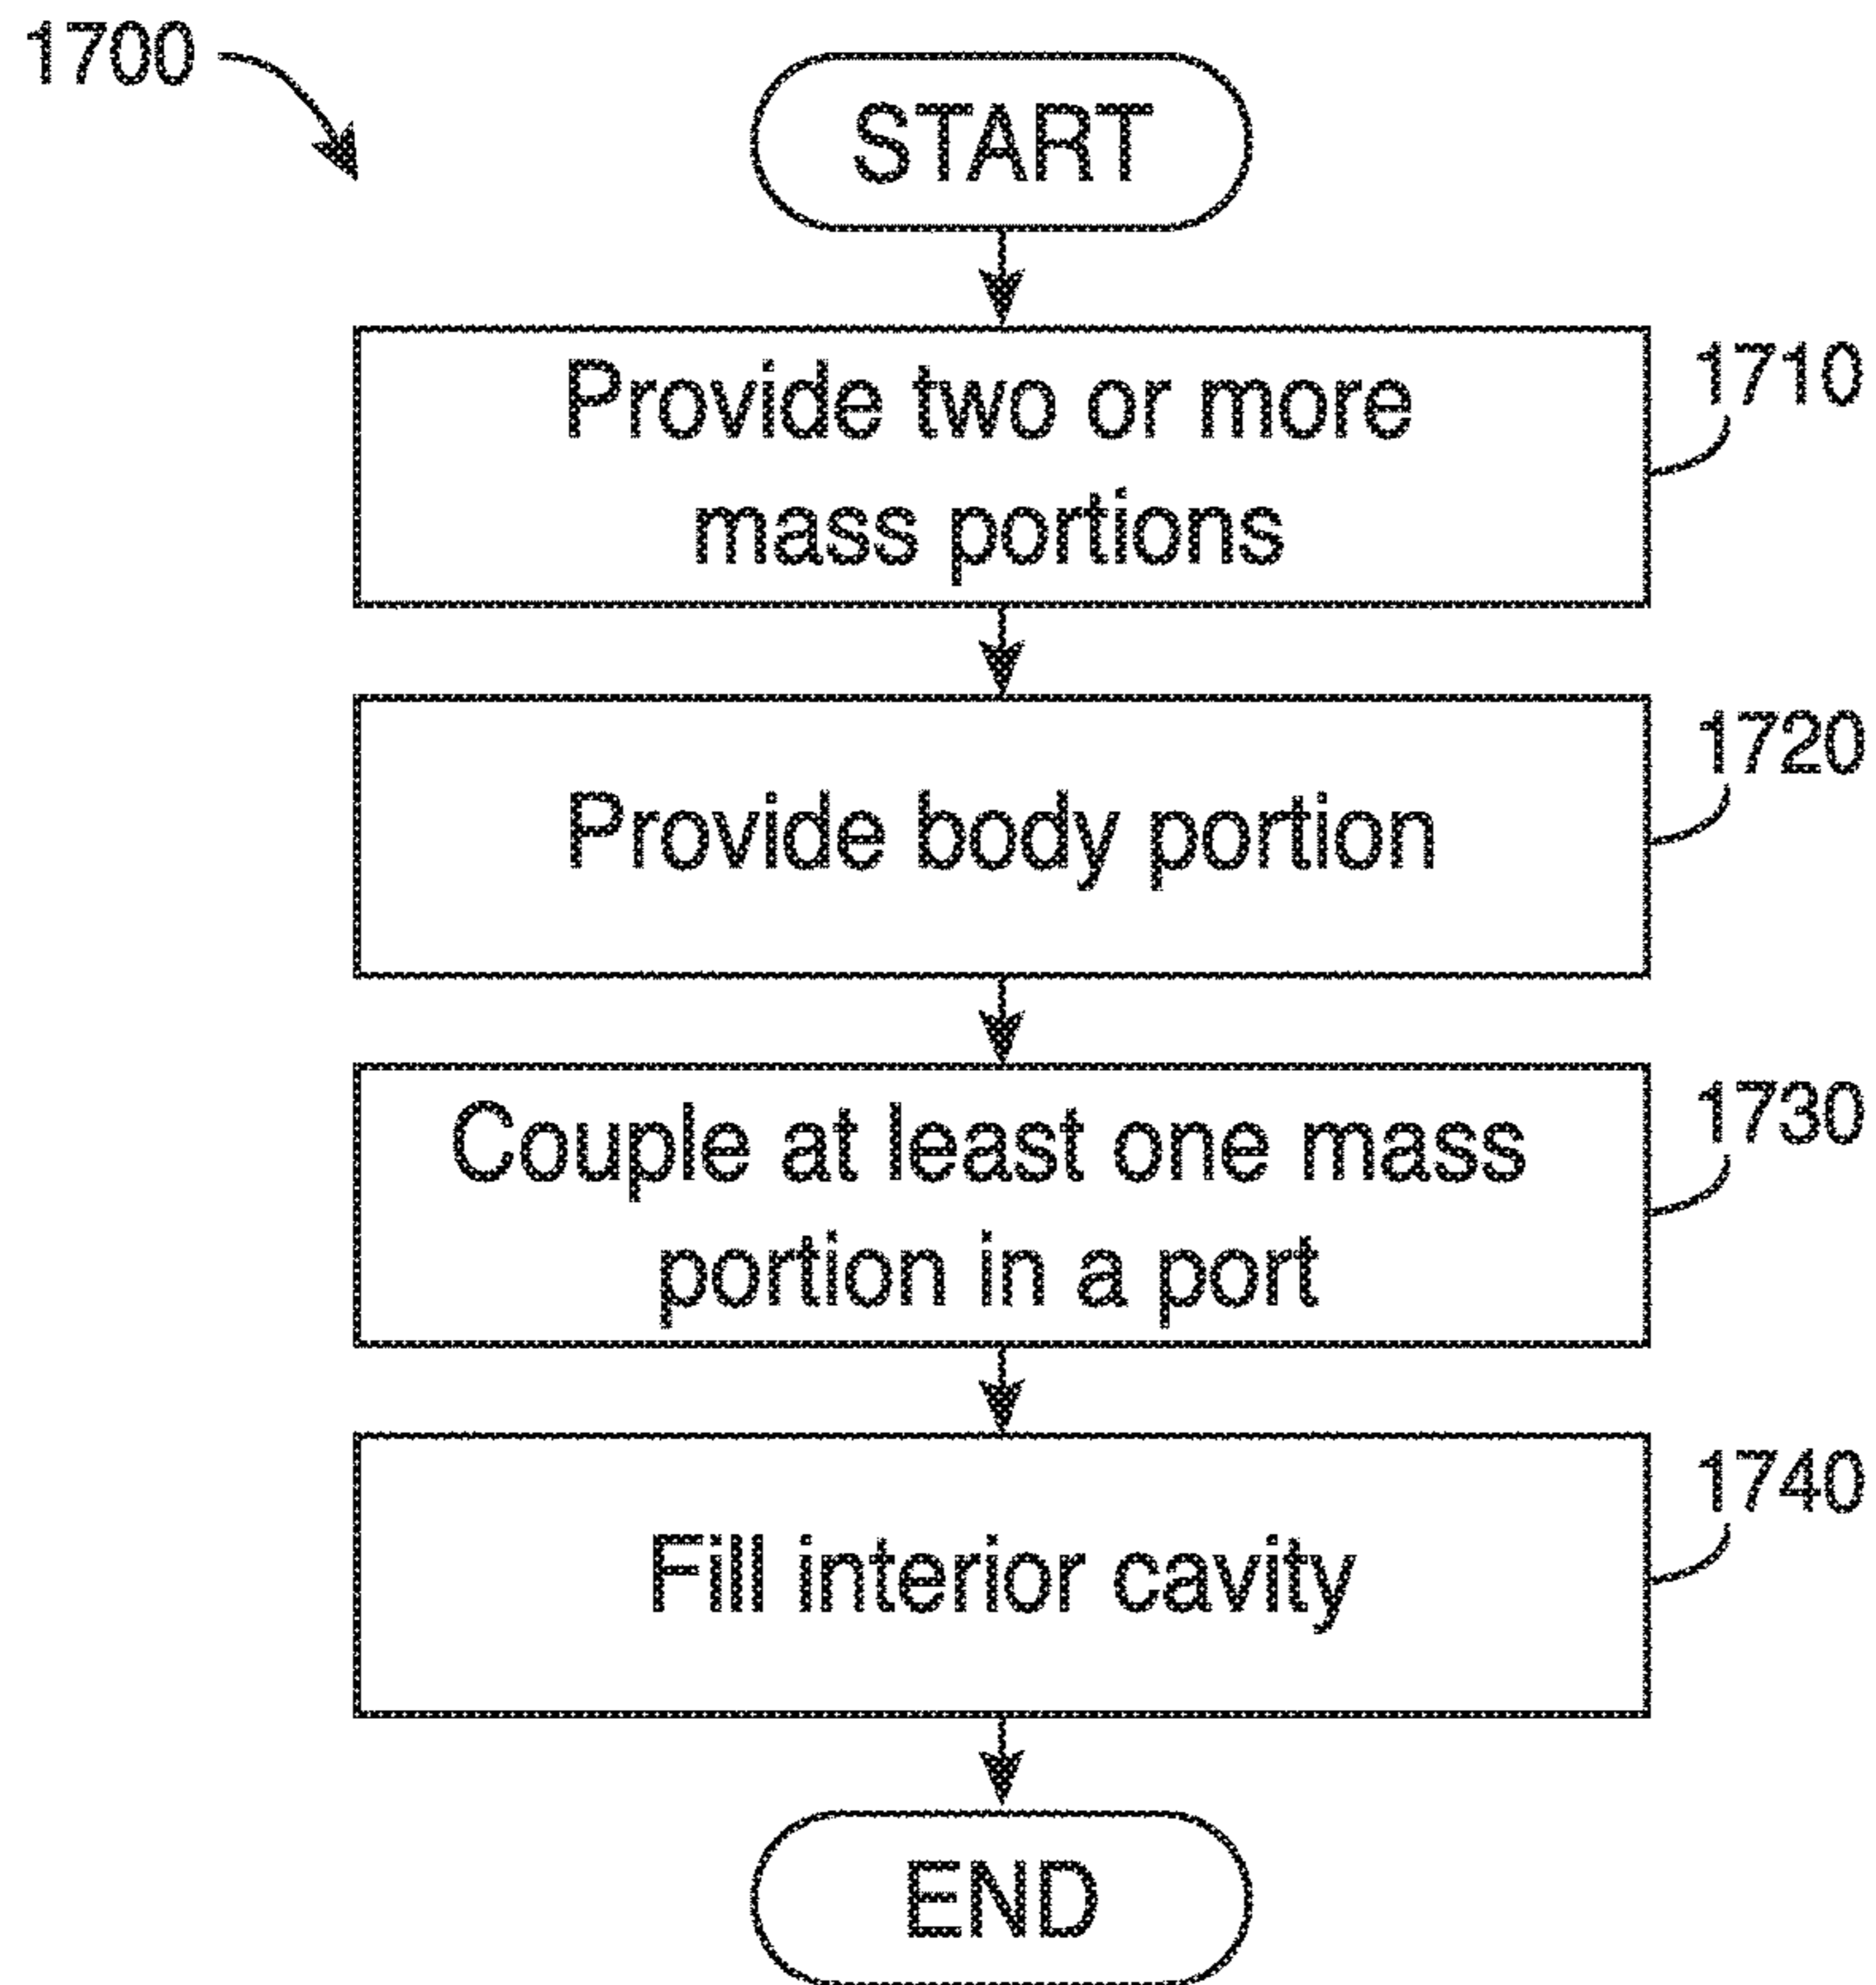 1700
START
Provide two or more
mass portions
1710
Provide body portion
1720
Couple at least one mass
portion in a port
1730
Fill interior cavity
1740
END